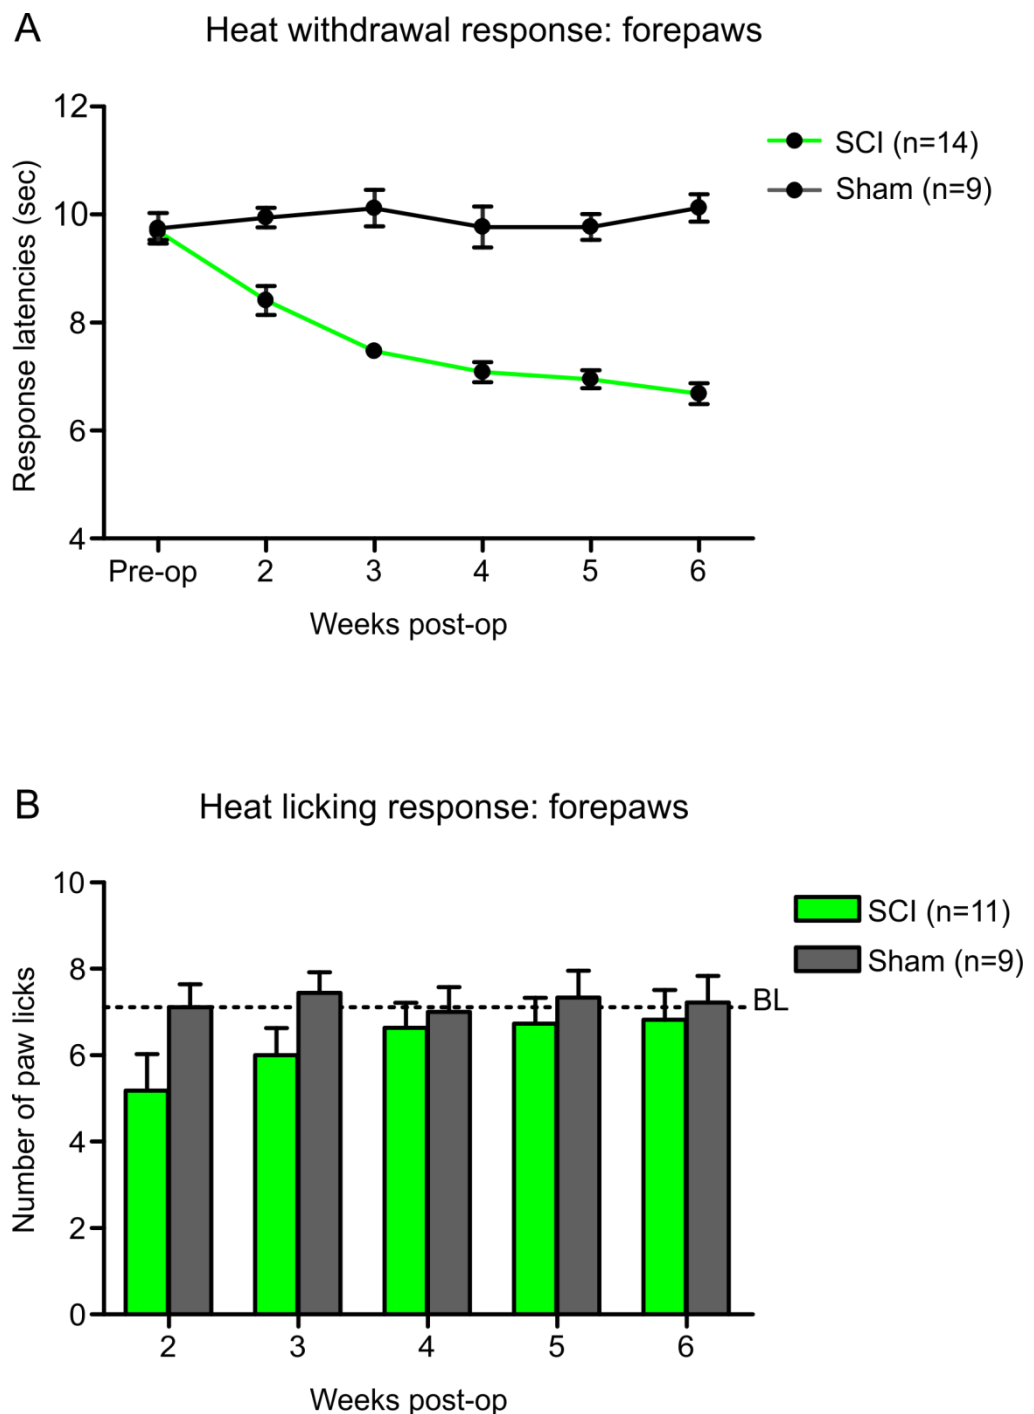 A
Heat withdrawal response: forepaws
12
10
8
6
4
Response latencies (sec)
SCI (n=14)
Sham (n=9)
Pre-op 2 3 4 5 6
Weeks post-op
B
Heat licking response: forepaws
10
8
6
4
2
0
Number of paw licks
SCI (n=11)
Sham (n=9)
BL
2 3 4 5 6
Weeks post-op